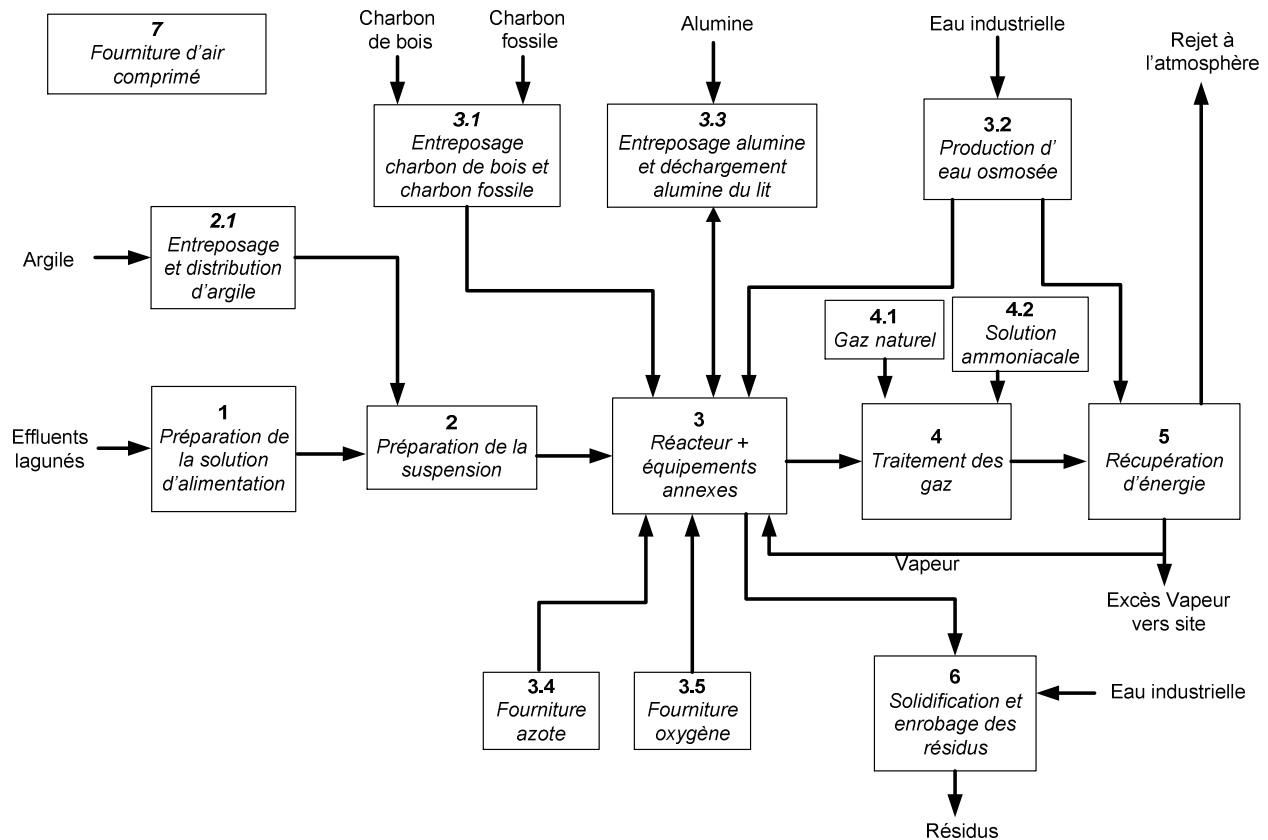 7
Fourniture d'air
comprimé
Charbon
de bois
Charbon
fossile
Alumine
Eau industrielle
Rejet à
l'atmosphère
3.1
Entreposage
charbon de bois et
charbon fossile
3.3
Entreposage alumine
et déchargement
alumine du lit
3.2
Production d'
eau osmosée
Argile
2.1
Entreposage
et distribution
d'argile
4.1
Gaz naturel
4.2
Solution
ammoniacale
Effluents
lagunés
1
Préparation de
la solution
d'alimentation
2
Préparation de la
suspension
3
Réacteur +
équipements
annexes
4
Traitement des
gaz
5
Récupération
d'énergie
Vapeur
Excès Vapeur
vers site
3.4
Fourniture
azote
3.5
Fourniture
oxygène
6
Solidification et
enrobage des
résidus
Eau industrielle
Résidus